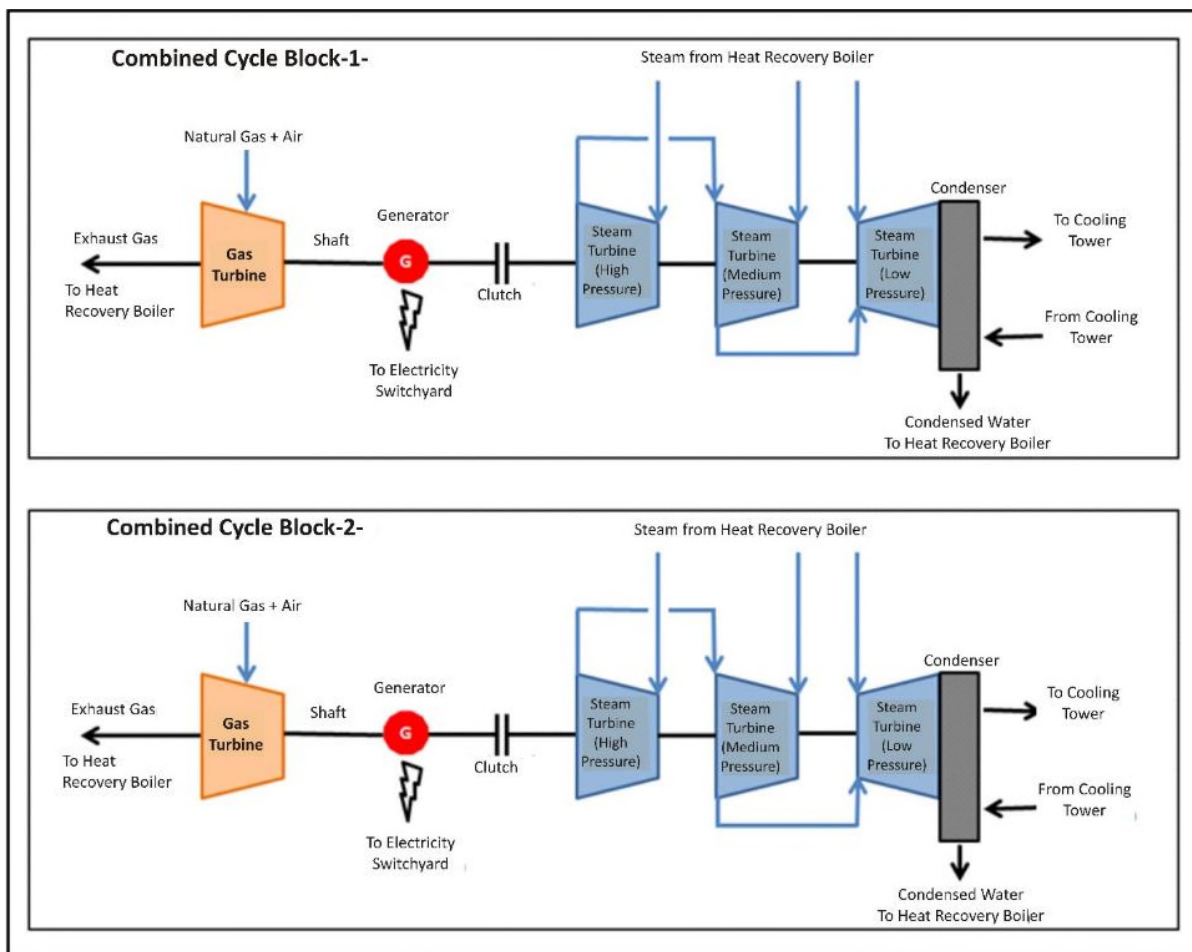 Combined Cycle Block-1-
Steam from Heat Recovery Boiler
Natural Gas + Air
Condenser
Generator
To Cooling
Tower
Exhaust Gas
Shaft
Gas
Turbine
G
Steam
Turbine
(High
Pressure)
Steam
Turbine
(Medium
Pressure)
Steam
Turbine
(Low
Pressure)
To Heat
Recovery Boiler
Clutch
From Cooling
Tower
To Electricity
Switchyard
Condensed Water
To Heat Recovery Boiler
Combined Cycle Block-2-
Steam from Heat Recovery Boiler
Natural Gas + Air
Condenser
Generator
To Cooling
Tower
Exhaust Gas
Shaft
Gas
Turbine
G
Steam
Turbine
(High
Pressure)
Steam
Turbine
(Medium
Pressure)
Steam
Turbine
(Low
Pressure)
To Heat
Recovery Boiler
Clutch
From Cooling
Tower
To Electricity
Switchyard
Condensed Water
To Heat Recovery Boiler